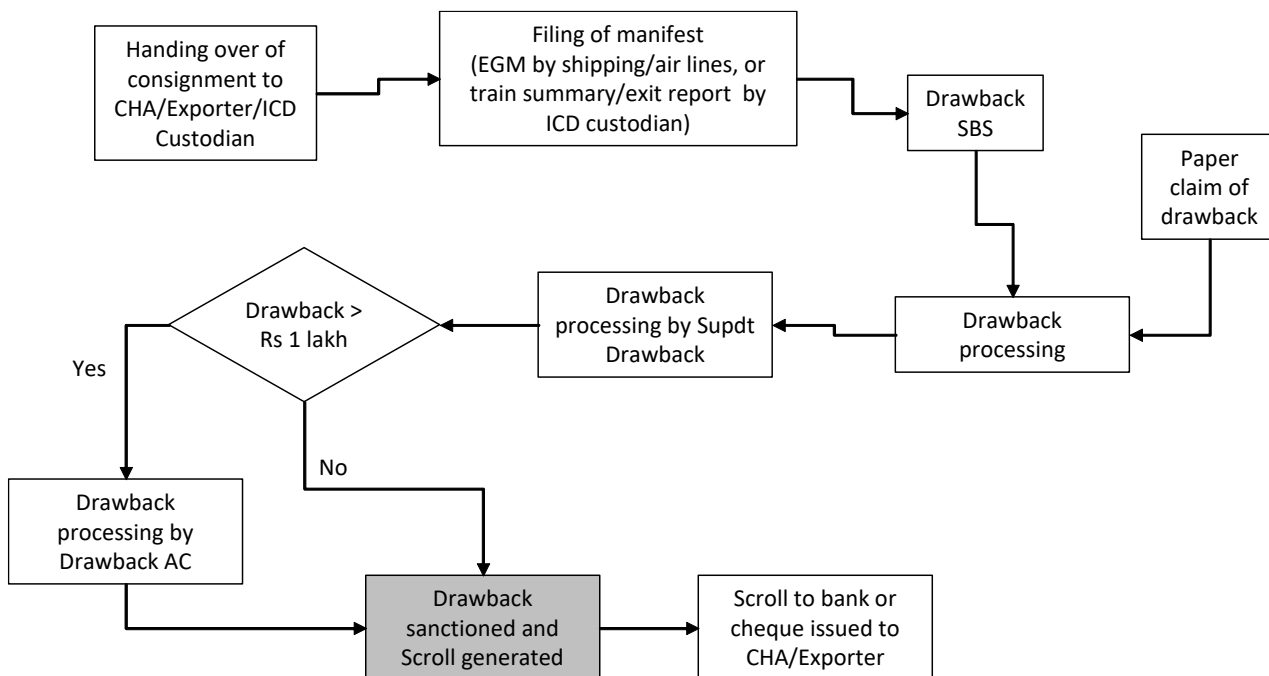 Handing over of
consignment to
CHA/Exporter/ICD
Custodian
Filing of manifest
(EGM by shipping/air lines, or
train summary/exit report by
ICD custodian)
Drawback
SBS
Paper
claim of
drawback
Drawback
processing
Drawback
processing by Supdt
Drawback
Drawback >
Rs 1 lakh
Yes
No
Drawback
processing by
Drawback AC
Drawback
sanctioned and
Scroll generated
Scroll to bank or
cheque issued to
CHA/Exporter